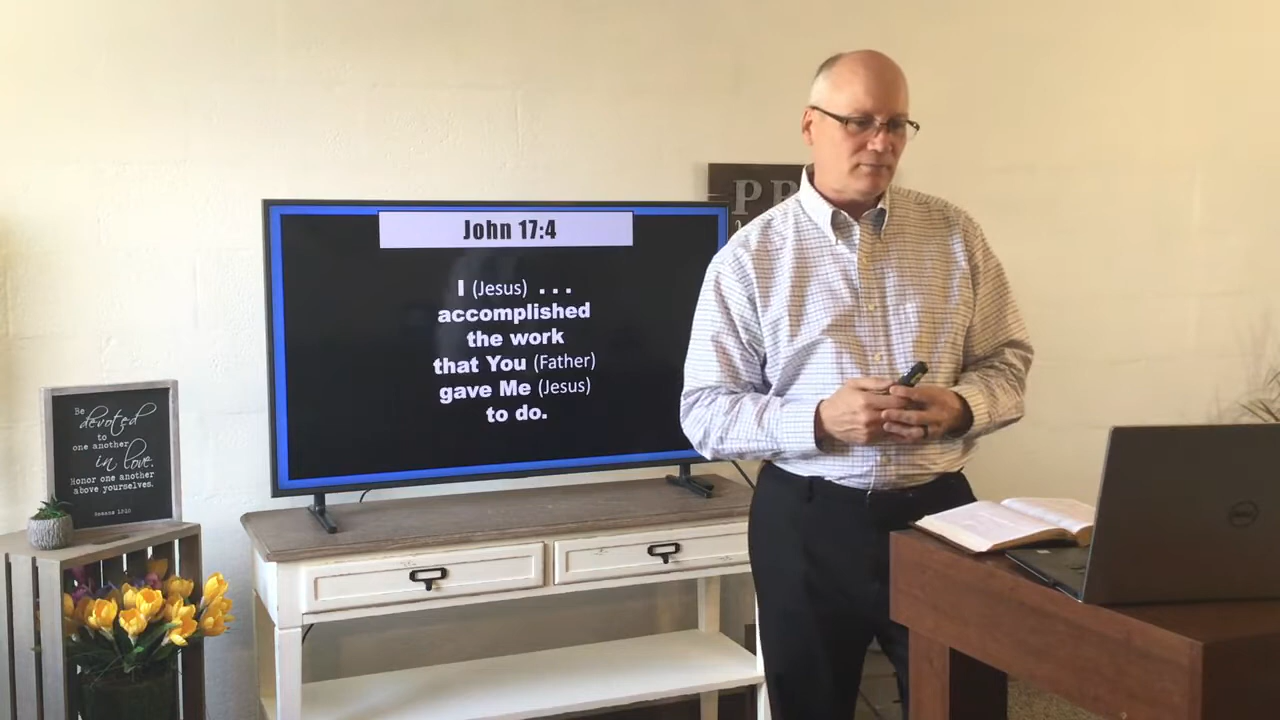 John 17:4
I (Jesus) . . .
accomplished
the work
that You (Father)
gave Me (Jesus)
to do.
Be
devoted
to
one another
in love.
Honor one another
above yourselves.
Romans 12:10
DELL